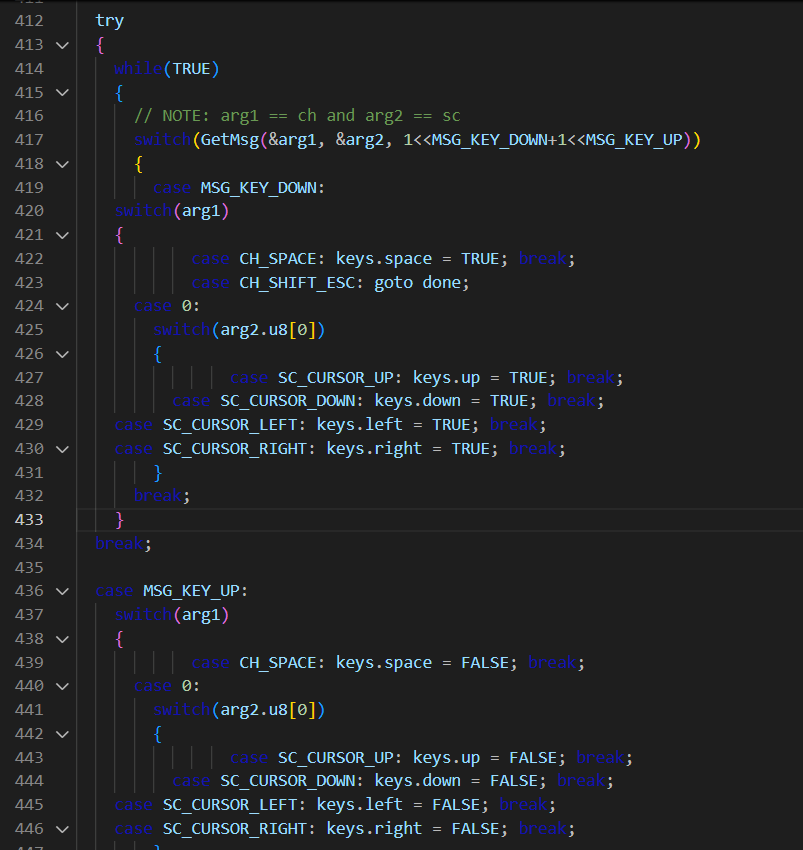 412 try
413 {
414 while(TRUE)
415 {
416 // NOTE: arg1 == ch and arg2 == sc
417 switch(GetMsg(&arg1, &arg2, 1<<MSG_KEY_DOWN+1<<MSG_KEY_UP))
418 {
419 case MSG_KEY_DOWN:
420 switch(arg1)
421 {
422 case CH_SPACE: keys.space = TRUE; break;
423 case CH_SHIFT_ESC: goto done;
424 case 0:
425 switch(arg2.u8[0])
426 {
427 case SC_CURSOR_UP: keys.up = TRUE; break;
428 case SC_CURSOR_DOWN: keys.down = TRUE; break;
429 case SC_CURSOR_LEFT: keys.left = TRUE; break;
430 case SC_CURSOR_RIGHT: keys.right = TRUE; break;
431 }
432 break;
433 }
434 break;
435
436 case MSG_KEY_UP:
437 switch(arg1)
438 {
439 case CH_SPACE: keys.space = FALSE; break;
440 case 0:
441 switch(arg2.u8[0])
442 {
443 case SC_CURSOR_UP: keys.up = FALSE; break;
444 case SC_CURSOR_DOWN: keys.down = FALSE; break;
445 case SC_CURSOR_LEFT: keys.left = FALSE; break;
446 case SC_CURSOR_RIGHT: keys.right = FALSE; break;